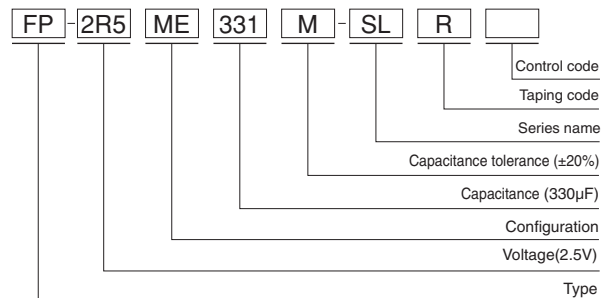 FP-2R5 ME 331 M-SL R
Control code
Taping code
Series name
Capacitance tolerance (±20%)
Capacitance (330µF)
Configuration
Voltage(2.5V)
Type